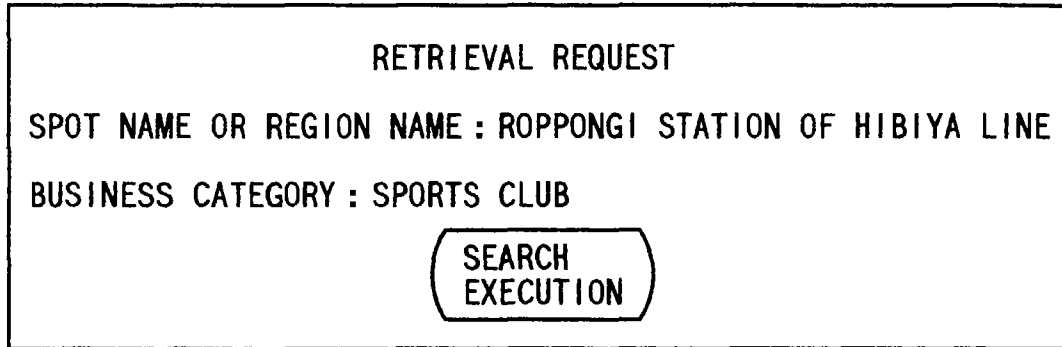 RETRIEVAL REQUEST
SPOT NAME OR REGION NAME : ROPPONGI STATION OF HIBIYA LINE
BUSINESS CATEGORY : SPORTS CLUB
SEARCH
EXECUTION